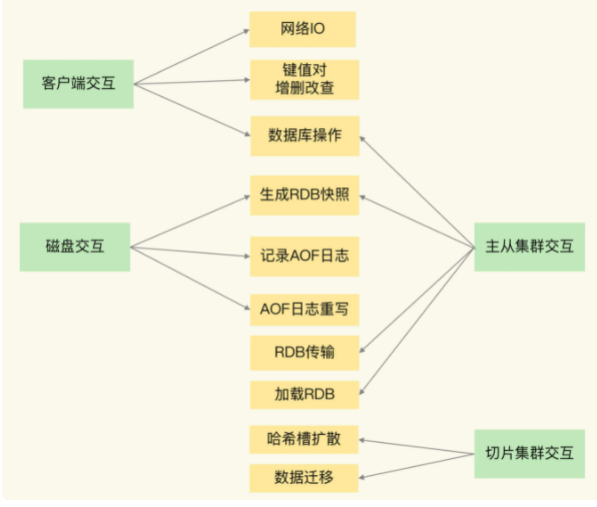 网络IO
客户端交互
键值对
增删改查
数据库操作
生成RDB快照
磁盘交互
记录AOF日志
主从集群交互
AOF日志重写
RDB传输
加载RDB
哈希槽扩散
切片集群交互
数据迁移